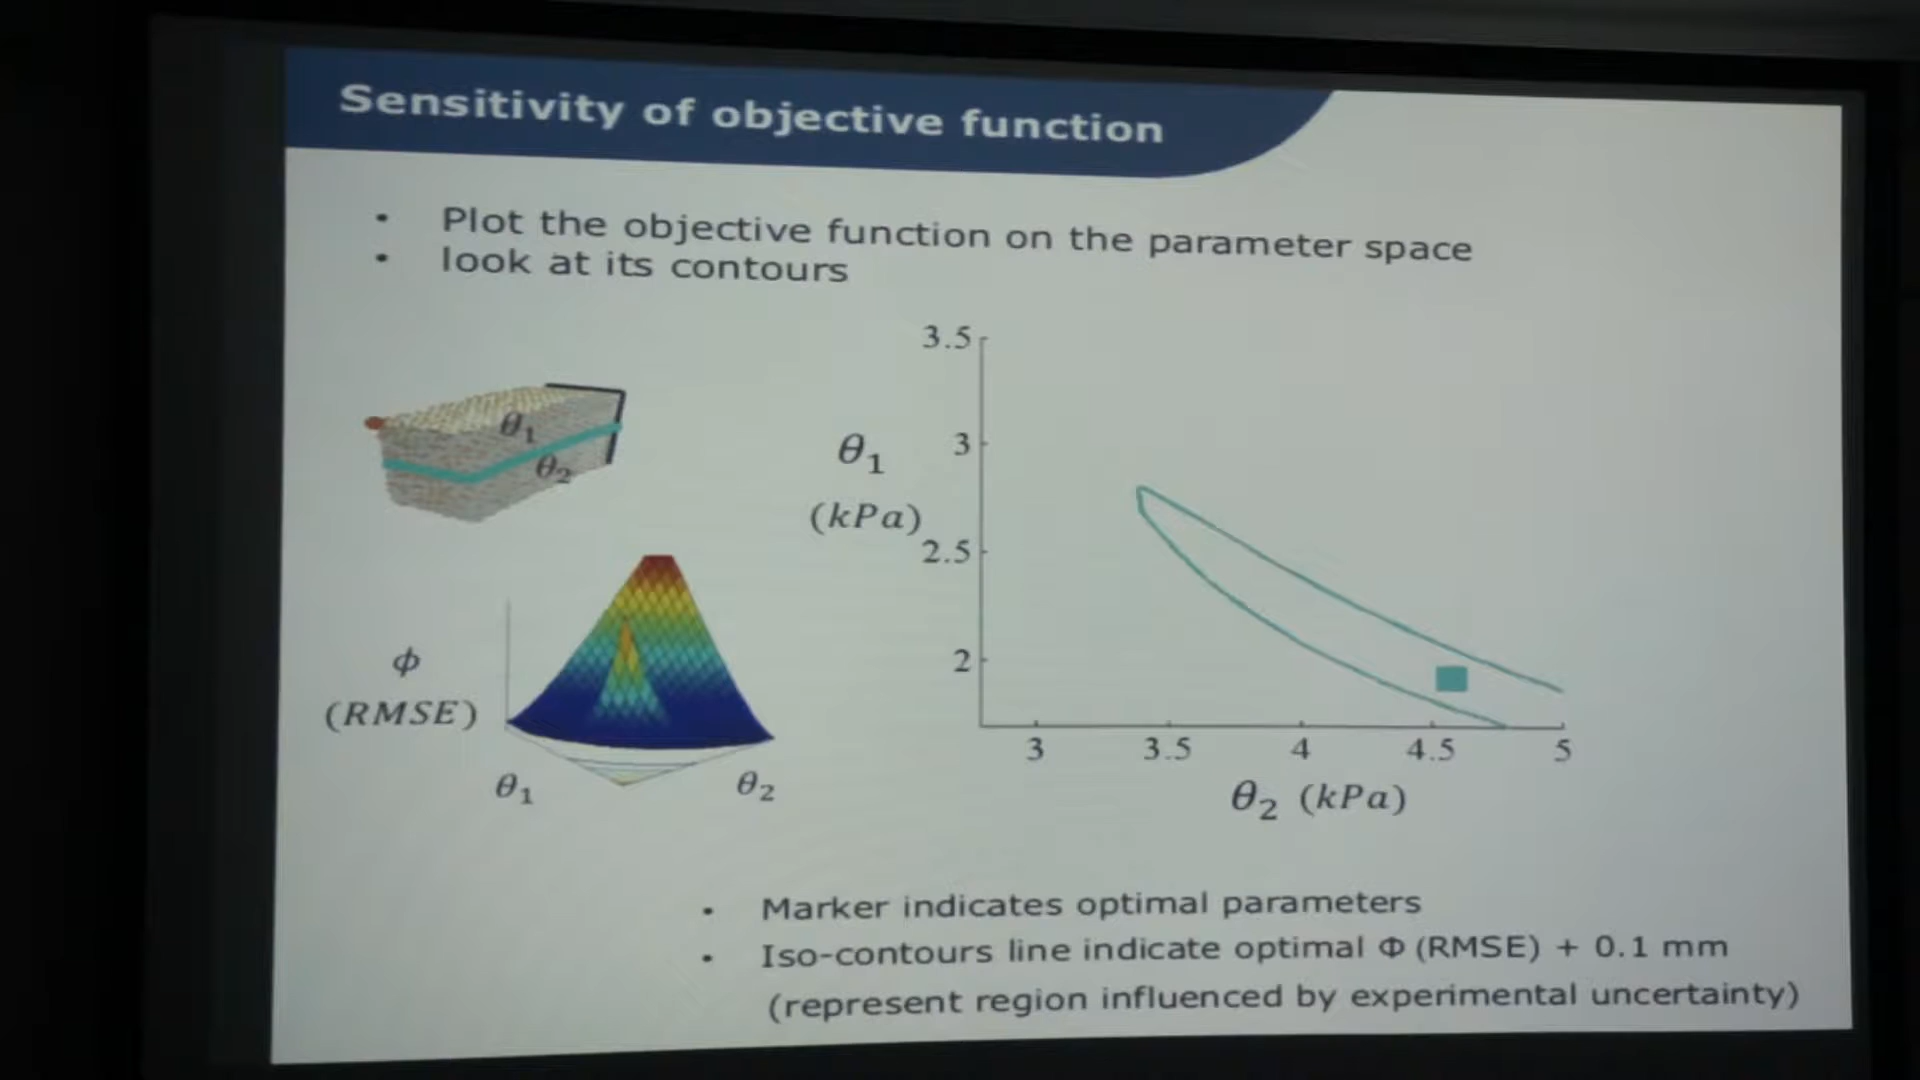 Sensitivity of objective function
• Plot the objective function on the parameter space
• look at its contours
θ1
θ2
ϕ
(RMSE)
θ1
θ2
θ1
(kPa)
3.5
3
2.5
2
3 3.5 4 4.5 5
θ2 (kPa)
• Marker indicates optimal parameters
• Iso-contours line indicate optimal Φ (RMSE) + 0.1 mm
(represent region influenced by experimental uncertainty)